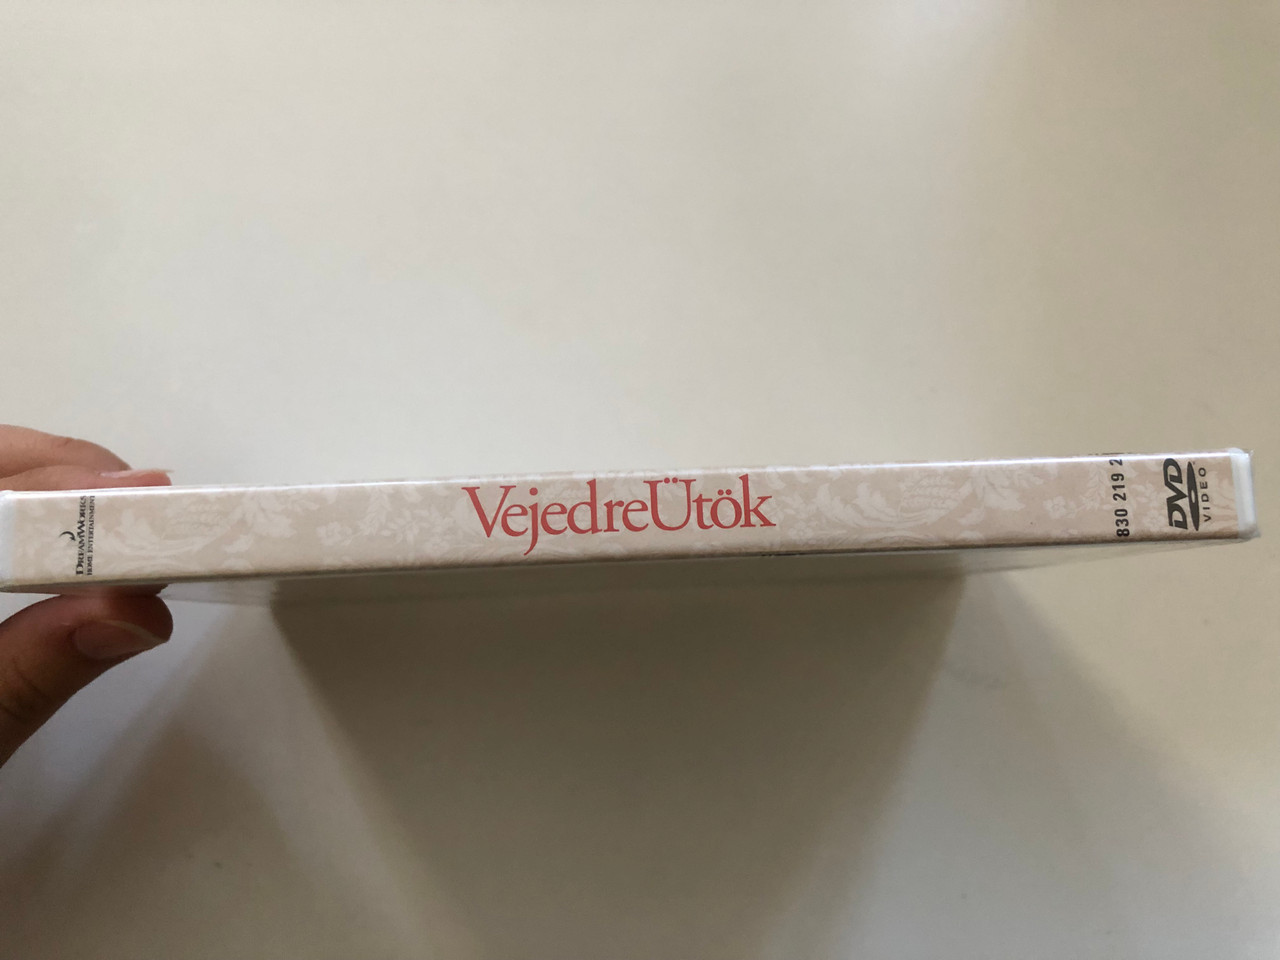 DREAMWORKS
HOME ENTERTAINMENT
VejedreÜtök
830 219 2
DVD
VIDEO